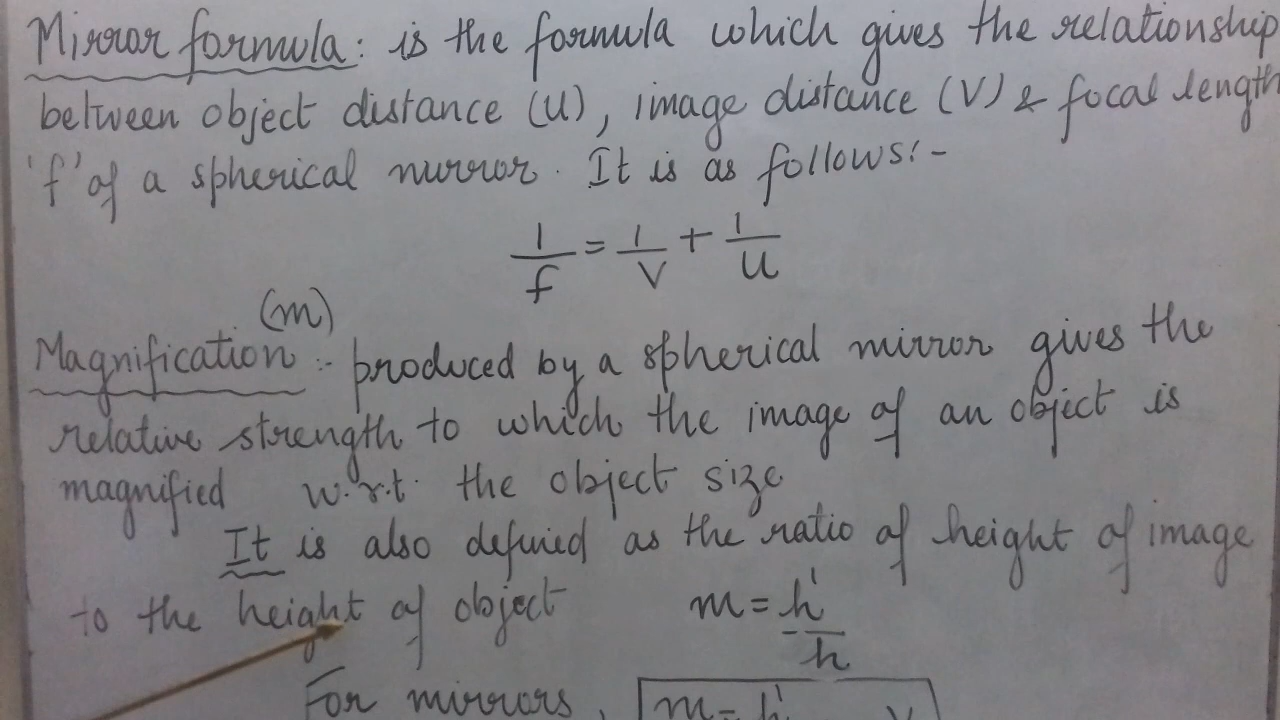 Mirror formula: is the formula which gives the relationship
between object distance (u), image distance (V) & focal length
'f' of a spherical mirror. It is as follows:-
1/f = 1/v + 1/u
(m)
Magnification :- produced by a spherical mirror gives the
relative strength to which the image of an object is
magnified w.r.t. the object size
It is also defined as the ratio of height of image
to the height of object m = h'/h
For mirrors, m = h'